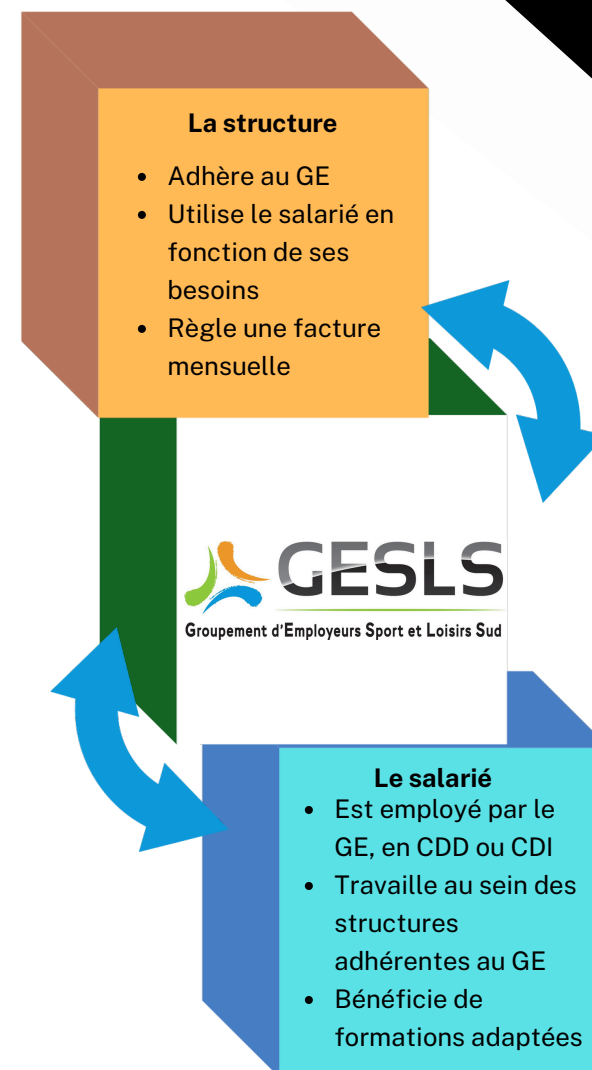 La structure
• Adhère au GE
• Utilise le salarié en
fonction de ses
besoins
• Règle une facture
mensuelle
GESLS
Groupement d'Employeurs Sport et Loisirs Sud
Le salarié
• Est employé par le
GE, en CDD ou CDI
• Travaille au sein des
structures
adhérentes au GE
• Bénéficie de
formations adaptées